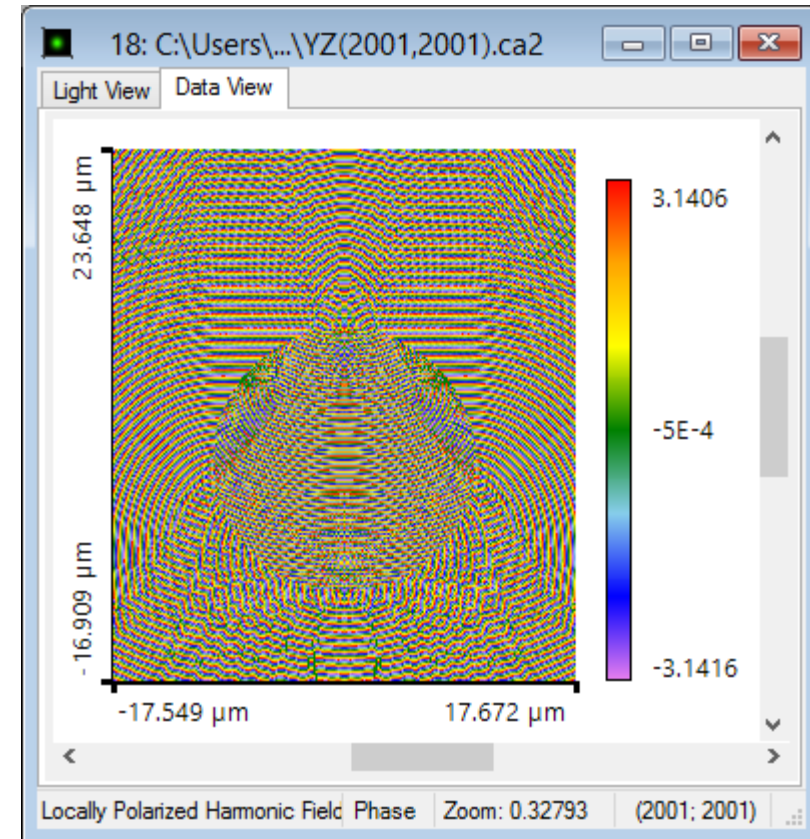 18: C:\Users\...\YZ(2001,2001).ca2
Light View Data View
23.648 µm
-16.909 µm
-17.549 µm 17.672 µm
3.1406
-5E-4
-3.1416
Locally Polarized Harmonic Field Phase Zoom: 0.32793 (2001; 2001)